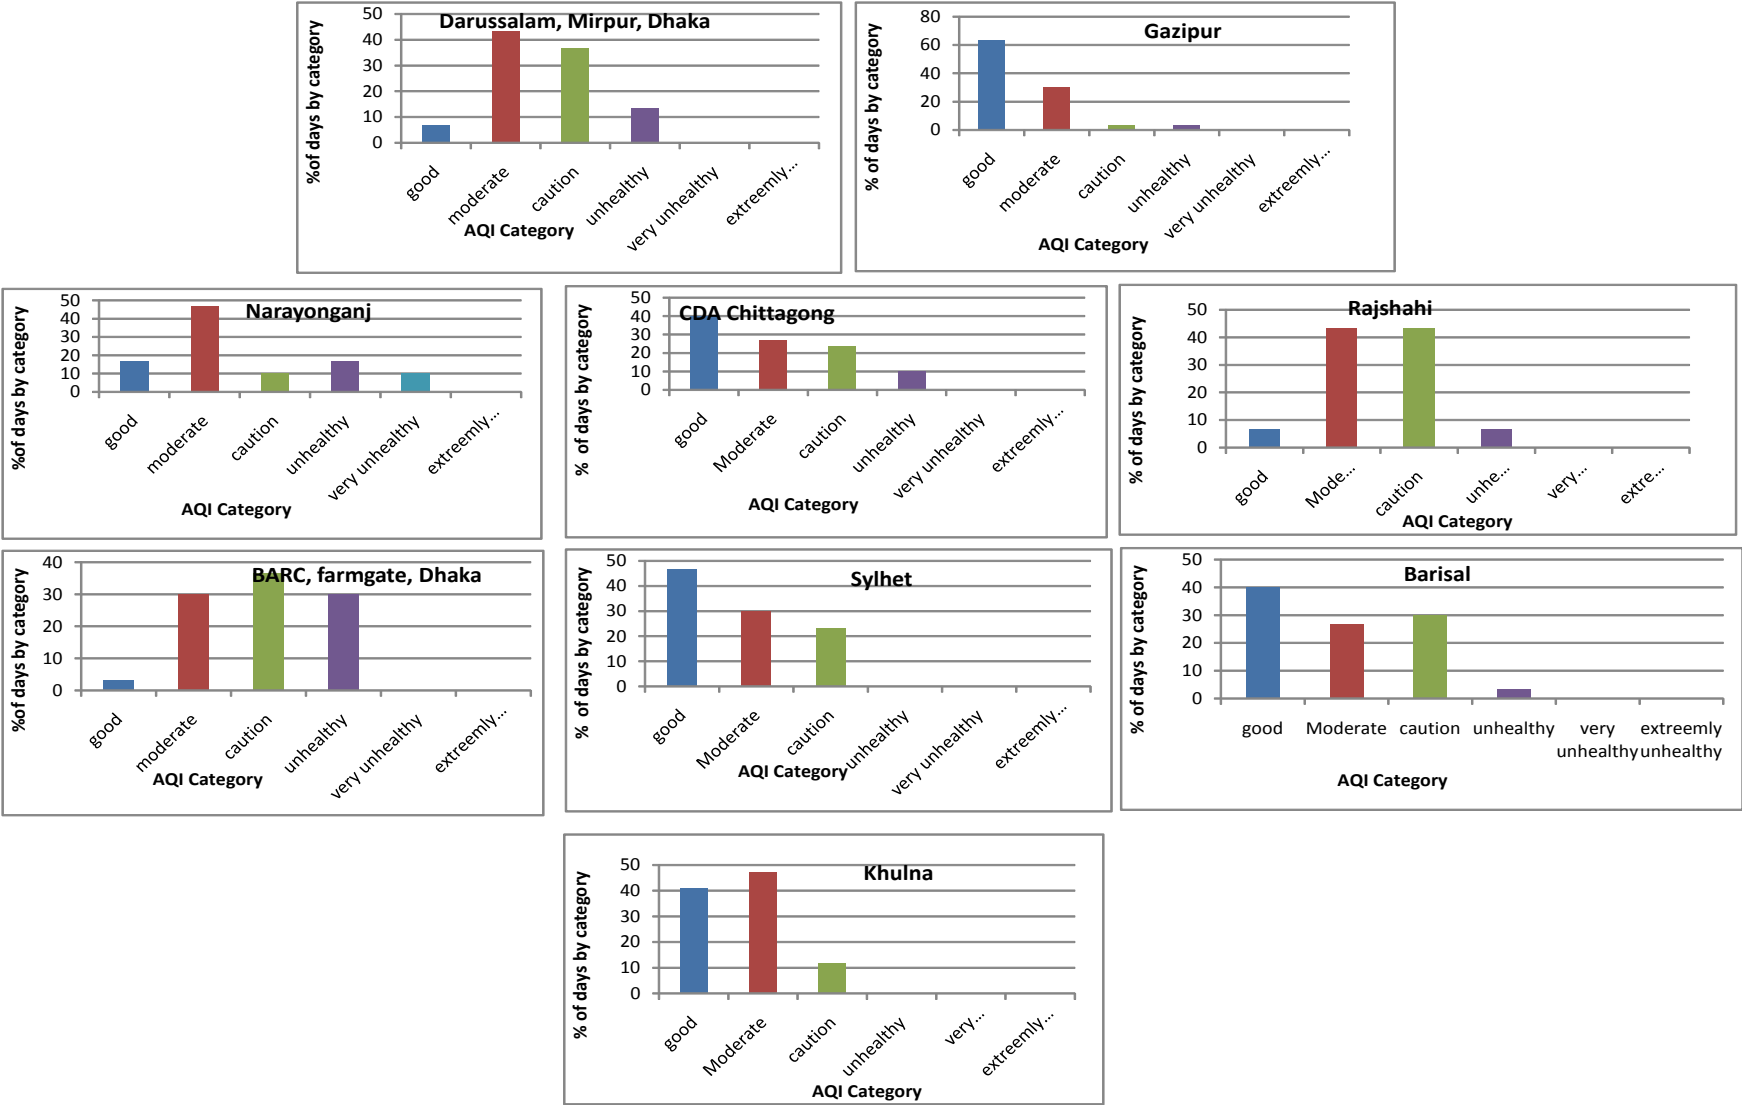 Darussalam, Mirpur, Dhaka
%of days by category
50
40
30
20
10
0
good
moderate
caution
unhealthy
very unhealthy
extreemly...
AQI Category
Gazipur
% of days by category
80
60
40
20
0
good
moderate
caution
unhealthy
very unhealthy
extreemly...
AQI Category
Narayonganj
%of days by category
50
40
30
20
10
0
good
moderate
caution
unhealthy
very unhealthy
extreemly...
AQI Category
CDA Chittagong
% of days by category
50
40
30
20
10
0
good
Moderate
caution
unhealthy
very unhealthy
extreemly...
AQI Category
Rajshahi
% of days by category
50
40
30
20
10
0
good
Mode...
caution
unhe...
very...
extre...
AQI Category
BARC, farmgate, Dhaka
%of days by category
40
30
20
10
0
good
moderate
caution
unhealthy
very unhealthy
extreemly...
AQI Category
Sylhet
% of days by category
50
40
30
20
10
0
good
Moderate
caution
unhealthy
very unhealthy
extreemly...
AQI Category
Barisal
% of days by category
50
40
30
20
10
0
good
Moderate
caution
unhealthy
very
unhealthy
extreemly
unhealthy
AQI Category
Khulna
% of days by category
50
40
30
20
10
0
good
Moderate
caution
unhealthy
very...
extreemly...
AQI Category